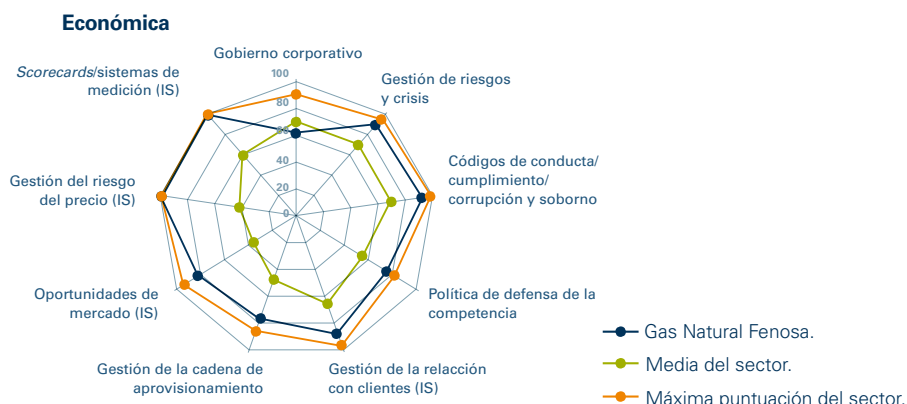 Económica
Gobierno corporativo
Scorecards/sistemas de
medición (IS)
Gestión de riesgos
y crisis
100
80
60
40
20
0
Códigos de conducta/
cumplimiento/
corrupción y soborno
Gestión del riesgo
del precio (IS)
Oportunidades de
mercado (IS)
Política de defensa de la
competencia
Gestión de la cadena de
aprovisionamiento
Gestión de la relacción
con clientes (IS)
Gas Natural Fenosa.
Media del sector.
Máxima puntuación del sector.